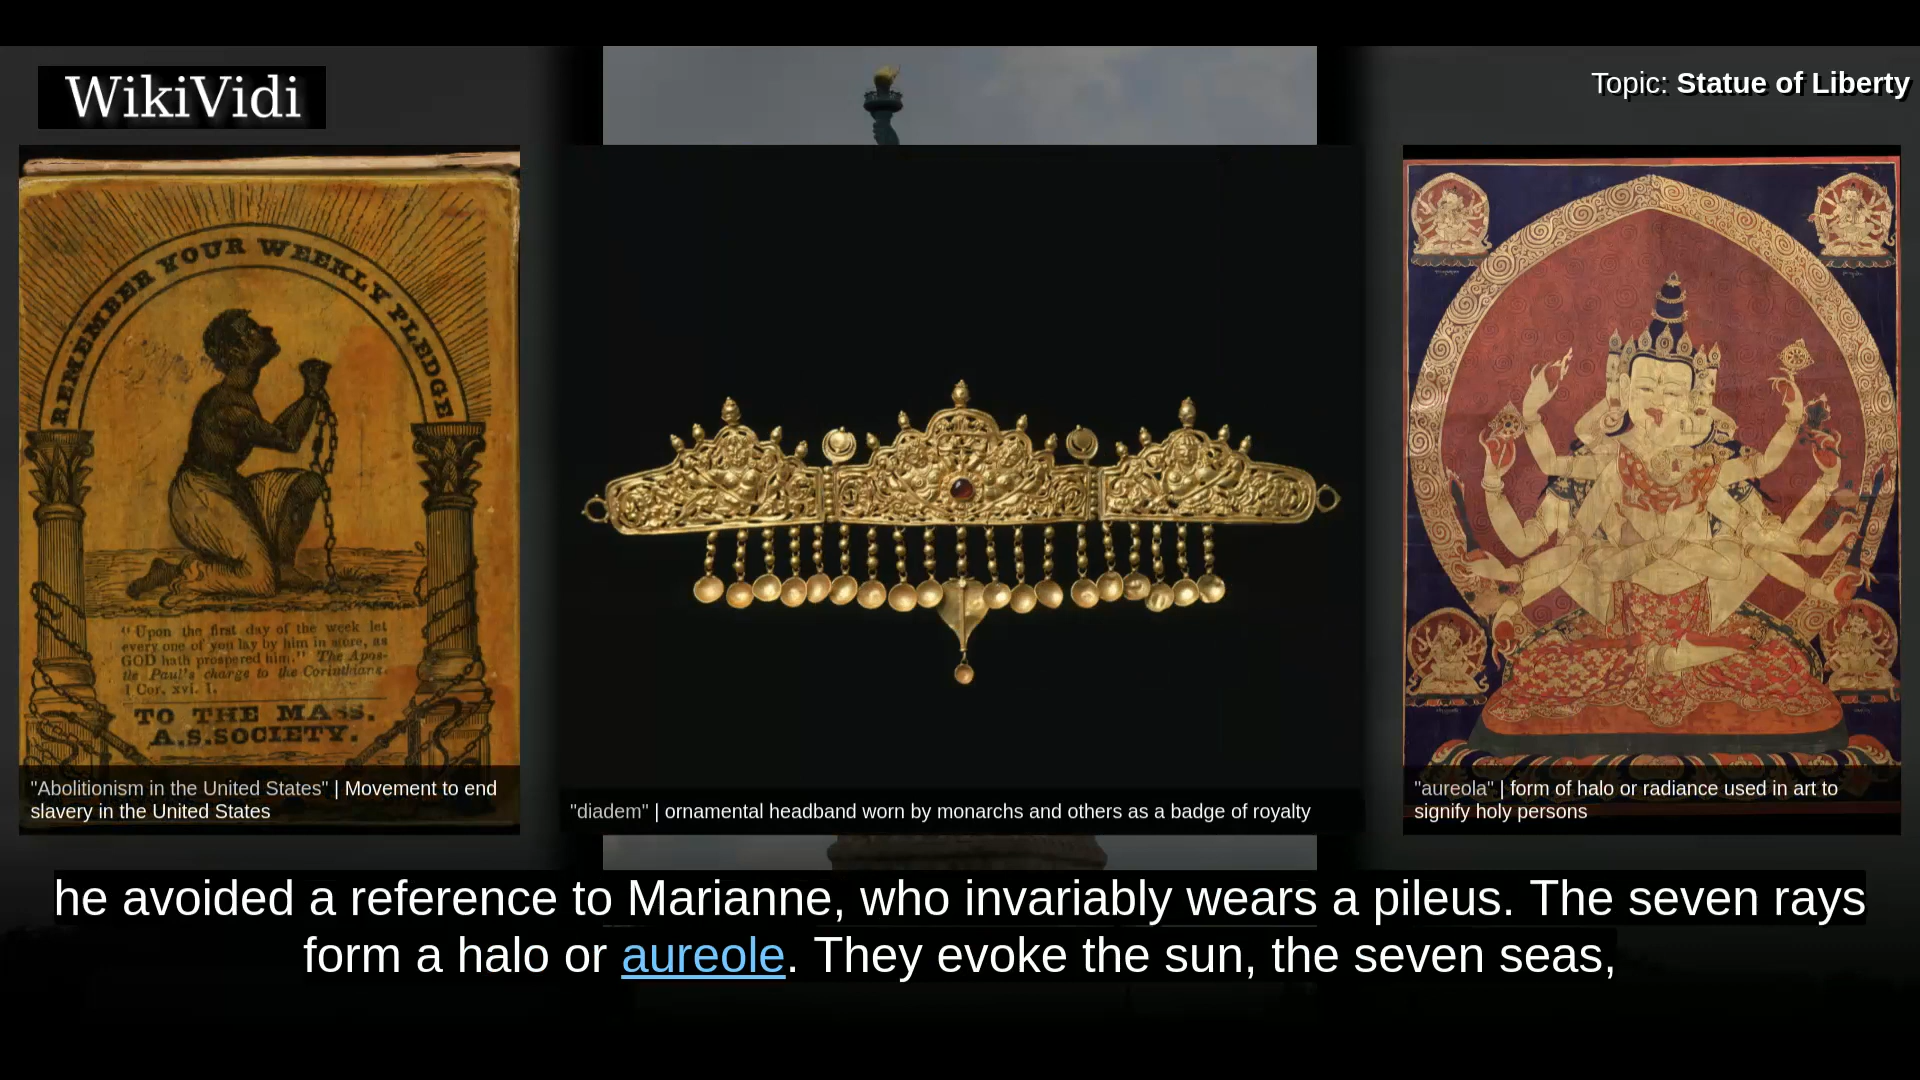 WikiVidi
Topic: Statue of Liberty
REMEMBER YOUR WEEKLY PLEDGE
"Upon the first day of the week let
every one of you lay by him in store, as
GOD hath prospered him." The Apos-
tle Paul's charge to the Corinthians.
1 Cor. xvi. 1.
TO THE MASS.
A.S.SOCIETY.
"Abolitionism in the United States" | Movement to end
slavery in the United States
"diadem" | ornamental headband worn by monarchs and others as a badge of royalty
"aureola" | form of halo or radiance used in art to
signify holy persons
he avoided a reference to Marianne, who invariably wears a pileus. The seven rays
form a halo or aureole. They evoke the sun, the seven seas,